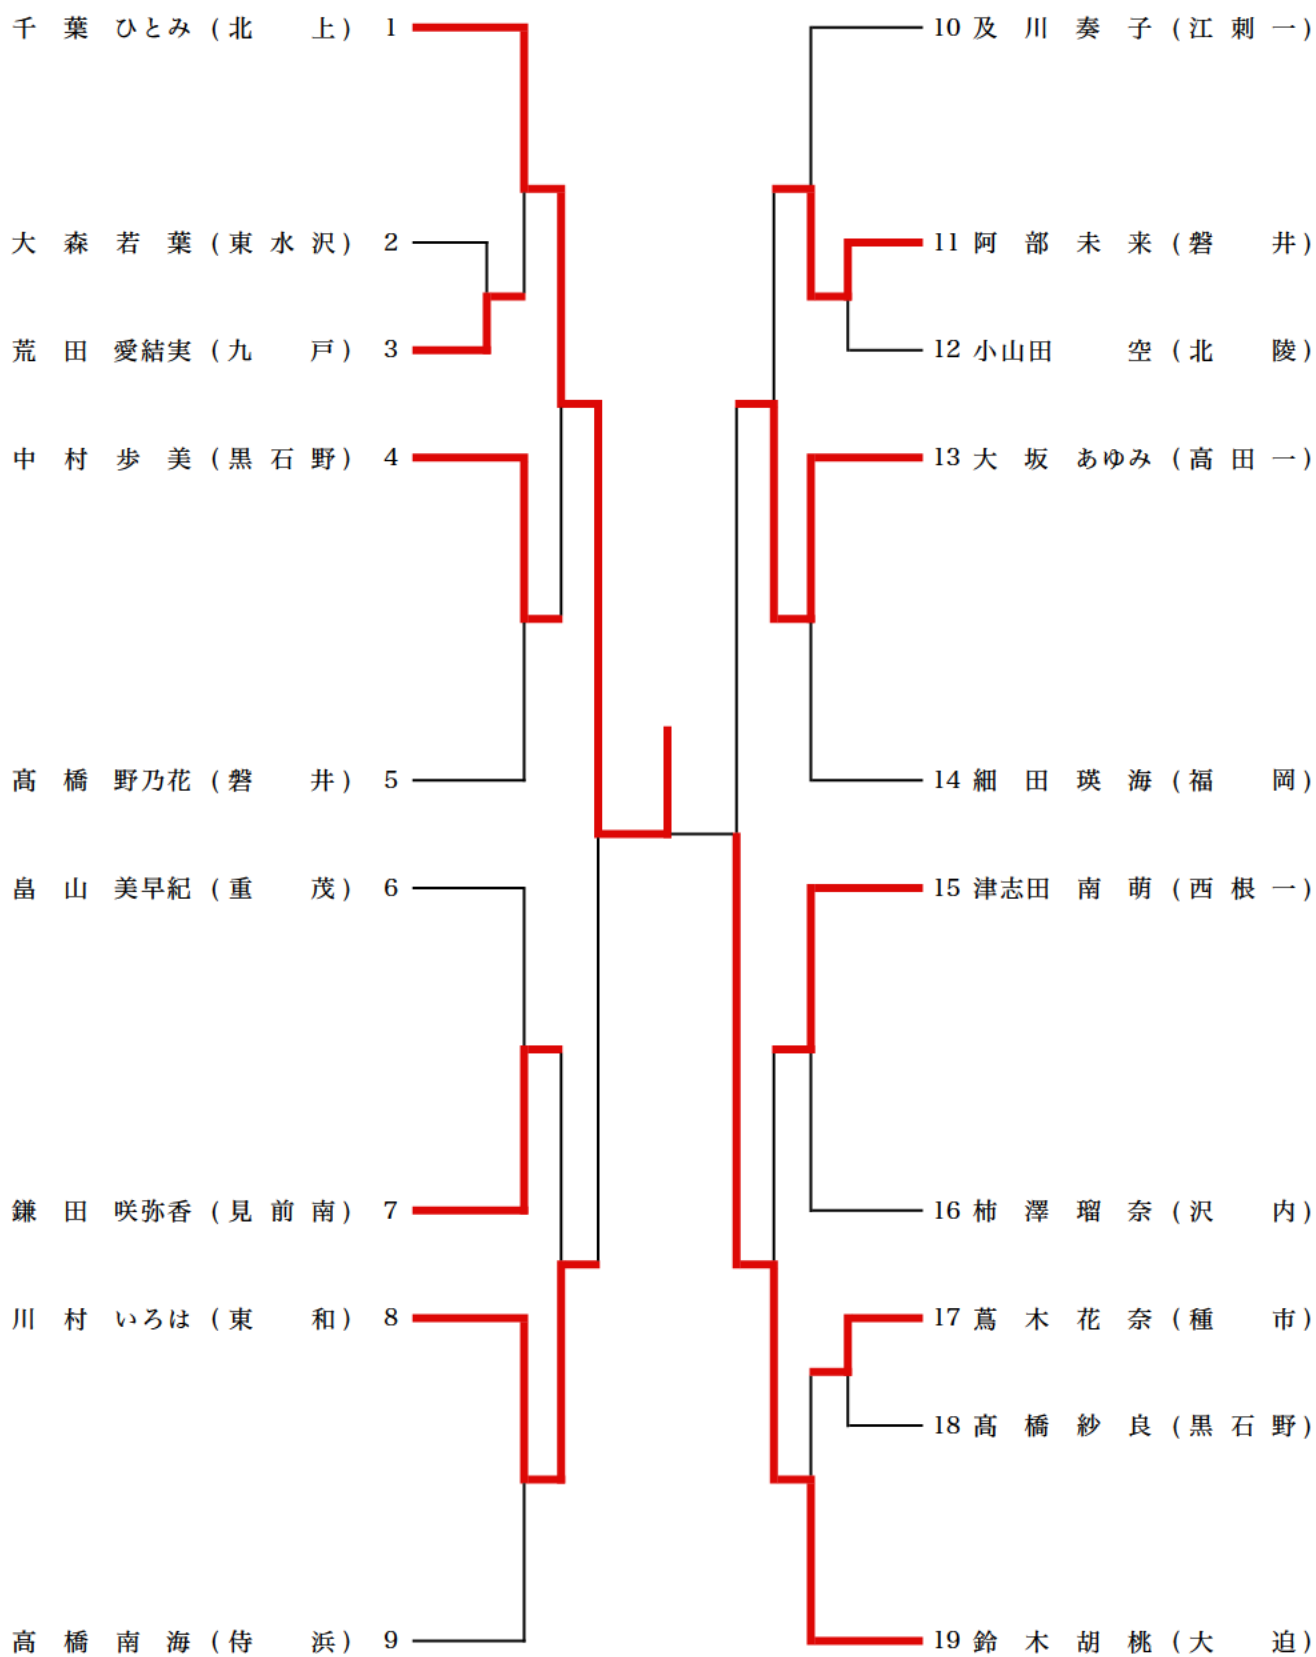 千葉 ひとみ (北上) 1
大森 若葉 (東水沢) 2
荒田 愛結実 (九戸) 3
中村 歩美 (黒石野) 4
髙橋 野乃花 (磐井) 5
畠山 美早紀 (重茂) 6
鎌田 咲弥香 (見前南) 7
川村 いろは (東和) 8
高橋 南海 (侍浜) 9
10 及川 奏子 (江刺一)
11 阿部 未来 (磐井)
12 小山田 空 (北陵)
13 大坂 あゆみ (高田一)
14 細田 瑛海 (福岡)
15 津志田 南萌 (西根一)
16 柿澤 瑠奈 (沢内)
17 蔦木 花奈 (種市)
18 髙橋 紗良 (黒石野)
19 鈴木 胡桃 (大迫)